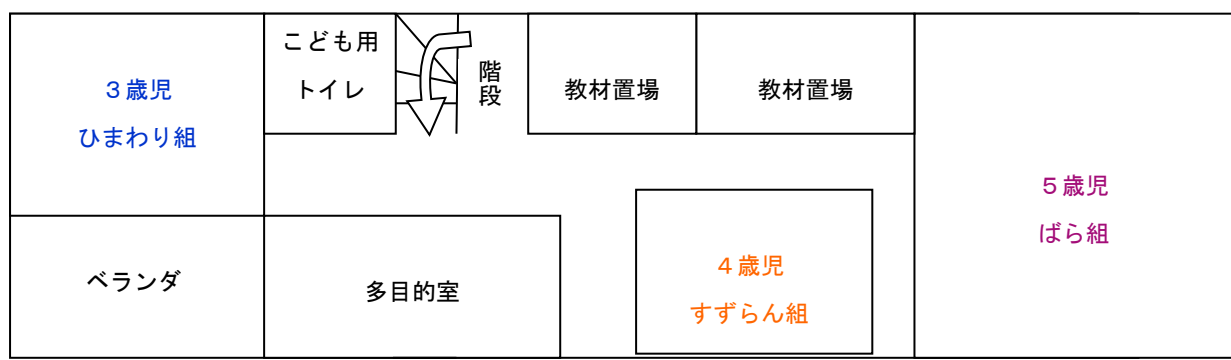 ３歳児
ひまわり組
こども用
トイレ
階段
教材置場
教材置場
５歳児
ばら組
ベランダ
多目的室
４歳児
すずらん組